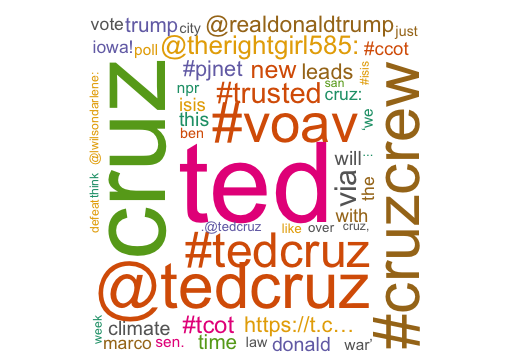 vote trump city @realdonaldtrump just
iowa! poll @therightgirl585: #ccot
#pjnet new leads #isis
npr #trusted san cruz:
isis #voav
this 'we
ben
@lwilsondarlene:
cruz
ted
will ...
via
the
with
#cruzcrew
defeat think
.@tedcruz like over cruz,
#tedcruz
@tedcruz
week climate #tcot https://t.c…
marco sen. time law donald war'